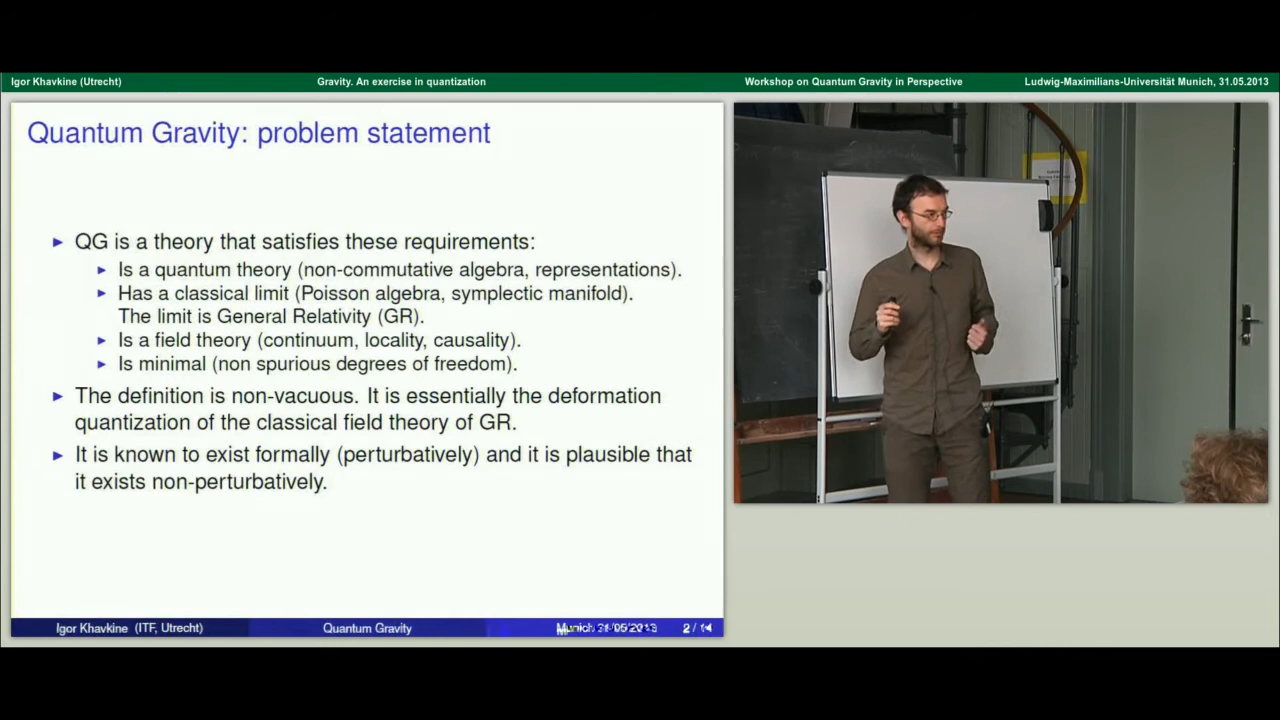 Igor Khavkine (Utrecht) Gravity. An exercise in quantization Workshop on Quantum Gravity in Perspective Ludwig-Maximilians-Universität Munich, 31.05.2013
Quantum Gravity: problem statement
► QG is a theory that satisfies these requirements:
► Is a quantum theory (non-commutative algebra, representations).
► Has a classical limit (Poisson algebra, symplectic manifold).
The limit is General Relativity (GR).
► Is a field theory (continuum, locality, causality).
► Is minimal (non spurious degrees of freedom).
► The definition is non-vacuous. It is essentially the deformation
quantization of the classical field theory of GR.
► It is known to exist formally (perturbatively) and it is plausible that
it exists non-perturbatively.
Igor Khavkine (ITF, Utrecht) Quantum Gravity Munich 31/05/2013 2 / 14